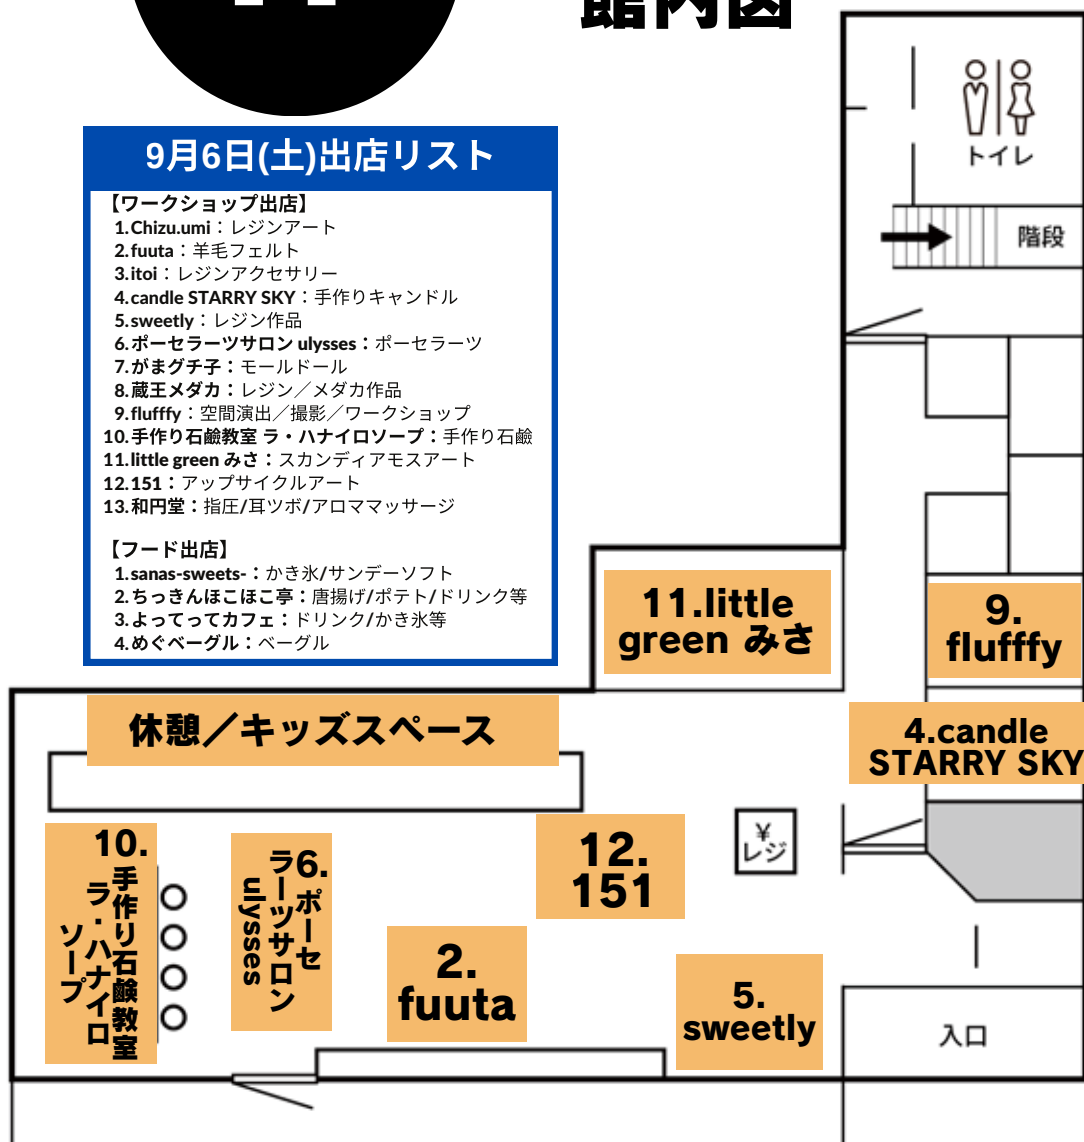 館内図
9月6日(土)出店リスト
【ワークショップ出店】
1.Chizu.umi：レジンアート
2.fuuta：羊毛フェルト
3.itoi：レジンアクセサリー
4.candle STARRY SKY：手作りキャンドル
5.sweetly：レジン作品
6.ポーセラーツサロン ulysses：ポーセラーツ
7.がまグチ子：モールドール
8.蔵王メダカ：レジン／メダカ作品
9.flufffy：空間演出／撮影／ワークショップ
10.手作り石鹼教室 ラ・ハナイロソープ：手作り石鹼
11.little green みさ：スカンディアモスアート
12.151：アップサイクルアート
13.和円堂：指圧/耳ツボ/アロママッサージ
【フード出店】
1.sanas-sweets-：かき氷/サンデーソフト
2.ちっきんほこほこ亭：唐揚げ/ポテト/ドリンク等
3.よってってカフェ：ドリンク/かき氷等
4.めぐベーグル：ベーグル
トイレ
階段
11.little
green みさ
9.
flufffy
休憩／キッズスペース
4.candle
STARRY SKY
10.
手作り石鹼教室
ラ・ハナイロ
ソープ
6.ポーセ
ラーツサロン
ulysses
12.
151
¥
レジ
2.
fuuta
5.
sweetly
入口